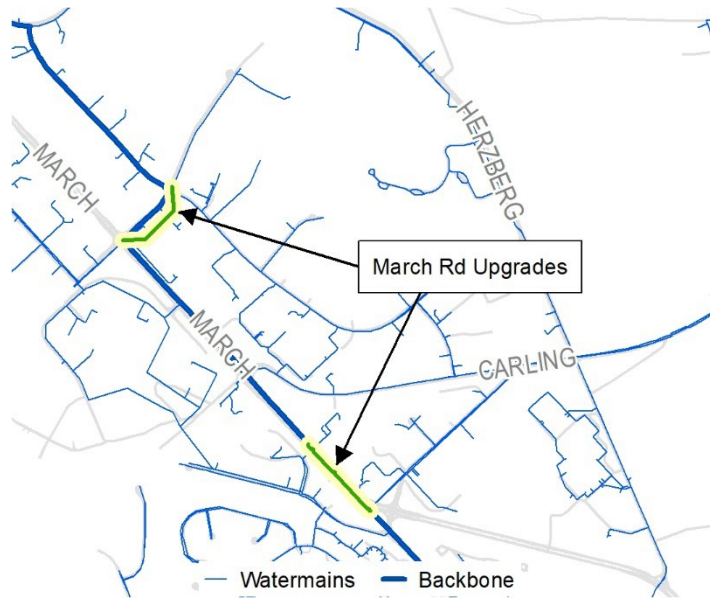 HERZBERG
MARCH
March Rd Upgrades
MARCH
CARLING
Watermains
Backbone